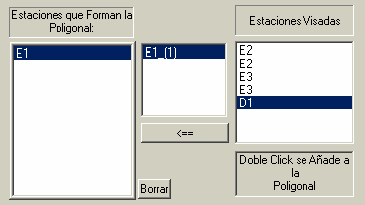 Estaciones que Forman la
Poligonal:
E1
E1_(1)
<==
Borrar
Estaciones Visadas
E2
E2
E3
E3
D1
Doble Click se Añade a
la
Poligonal